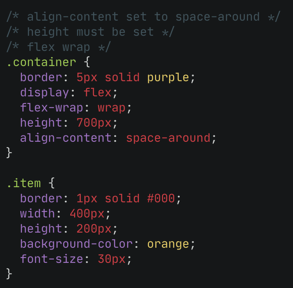 /* align-content set to space-around */
/* height must be set */
/* flex wrap */
.container {
  border: 5px solid purple;
  display: flex;
  flex-wrap: wrap;
  height: 700px;
  align-content: space-around;
}

.item {
  border: 1px solid #000;
  width: 400px;
  height: 200px;
  background-color: orange;
  font-size: 30px;
}